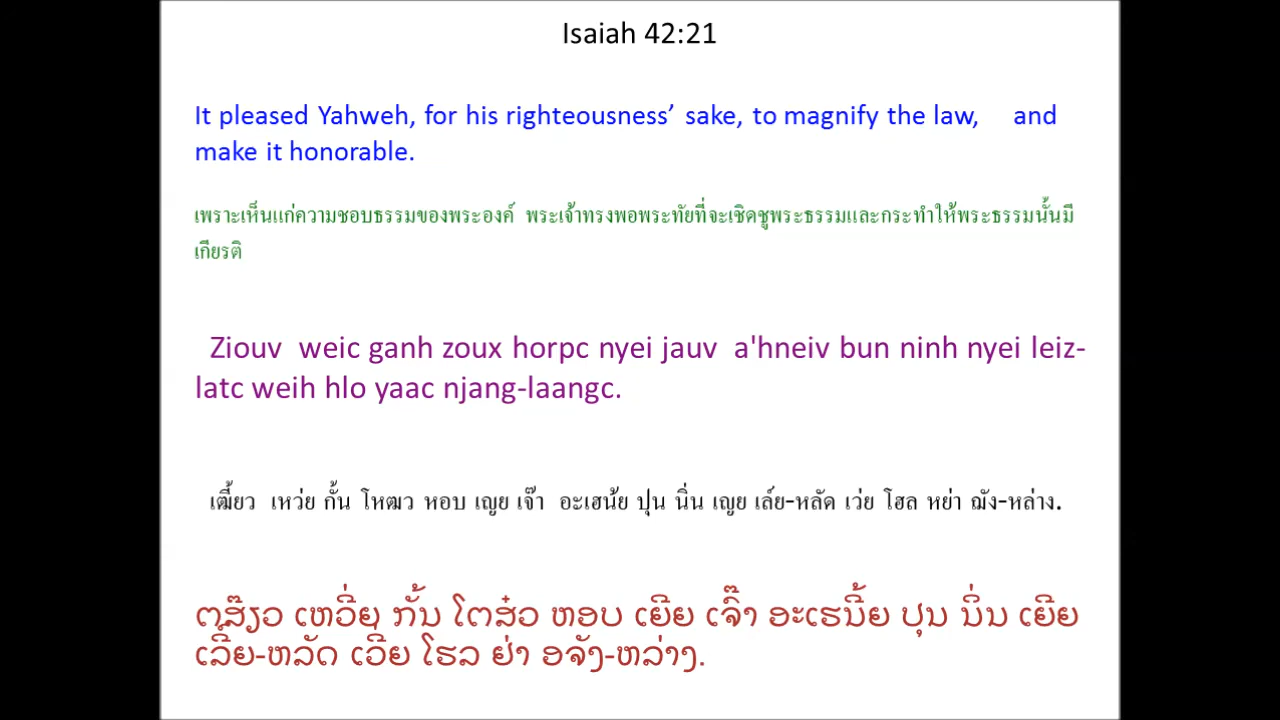 Isaiah 42:21
It pleased Yahweh, for his righteousness’ sake, to magnify the law, and
make it honorable.
เพราะเห็นแก่ความชอบธรรมของพระองค์ พระเจ้าทรงพอพระทัยที่จะเชิดชูพระธรรมและกระทำให้พระธรรมนั้นมี
เกียรติ
Ziouv weic ganh zoux horpc nyei jauv a'hneiv bun ninh nyei leiz-
latc weih hlo yaac njang-laangc.
เฒี้ยว เหว่ย กั้น โหฒว หอบ เญย เจ๊า อะเฮน้ย ปุน นิ่น เญย เล์ย-หลัด เว่ย โฮล หย่า ฌัง-หล่าง.
ຕສ໊ຽວ ເຫວີ່ຍ ກັ້ນ ໂຕສ໋ວ ຫອບ ເຍີຍ ເຈົ໊າ ອະເຮນີ້ຍ ປຸນ ນິ່ນ ເຍີຍ
ເລີ໌ຍ-ຫລັດ ເວີ່ຍ ໂຮລ ຢ່າ ອຈັງ-ຫລ່າງ.